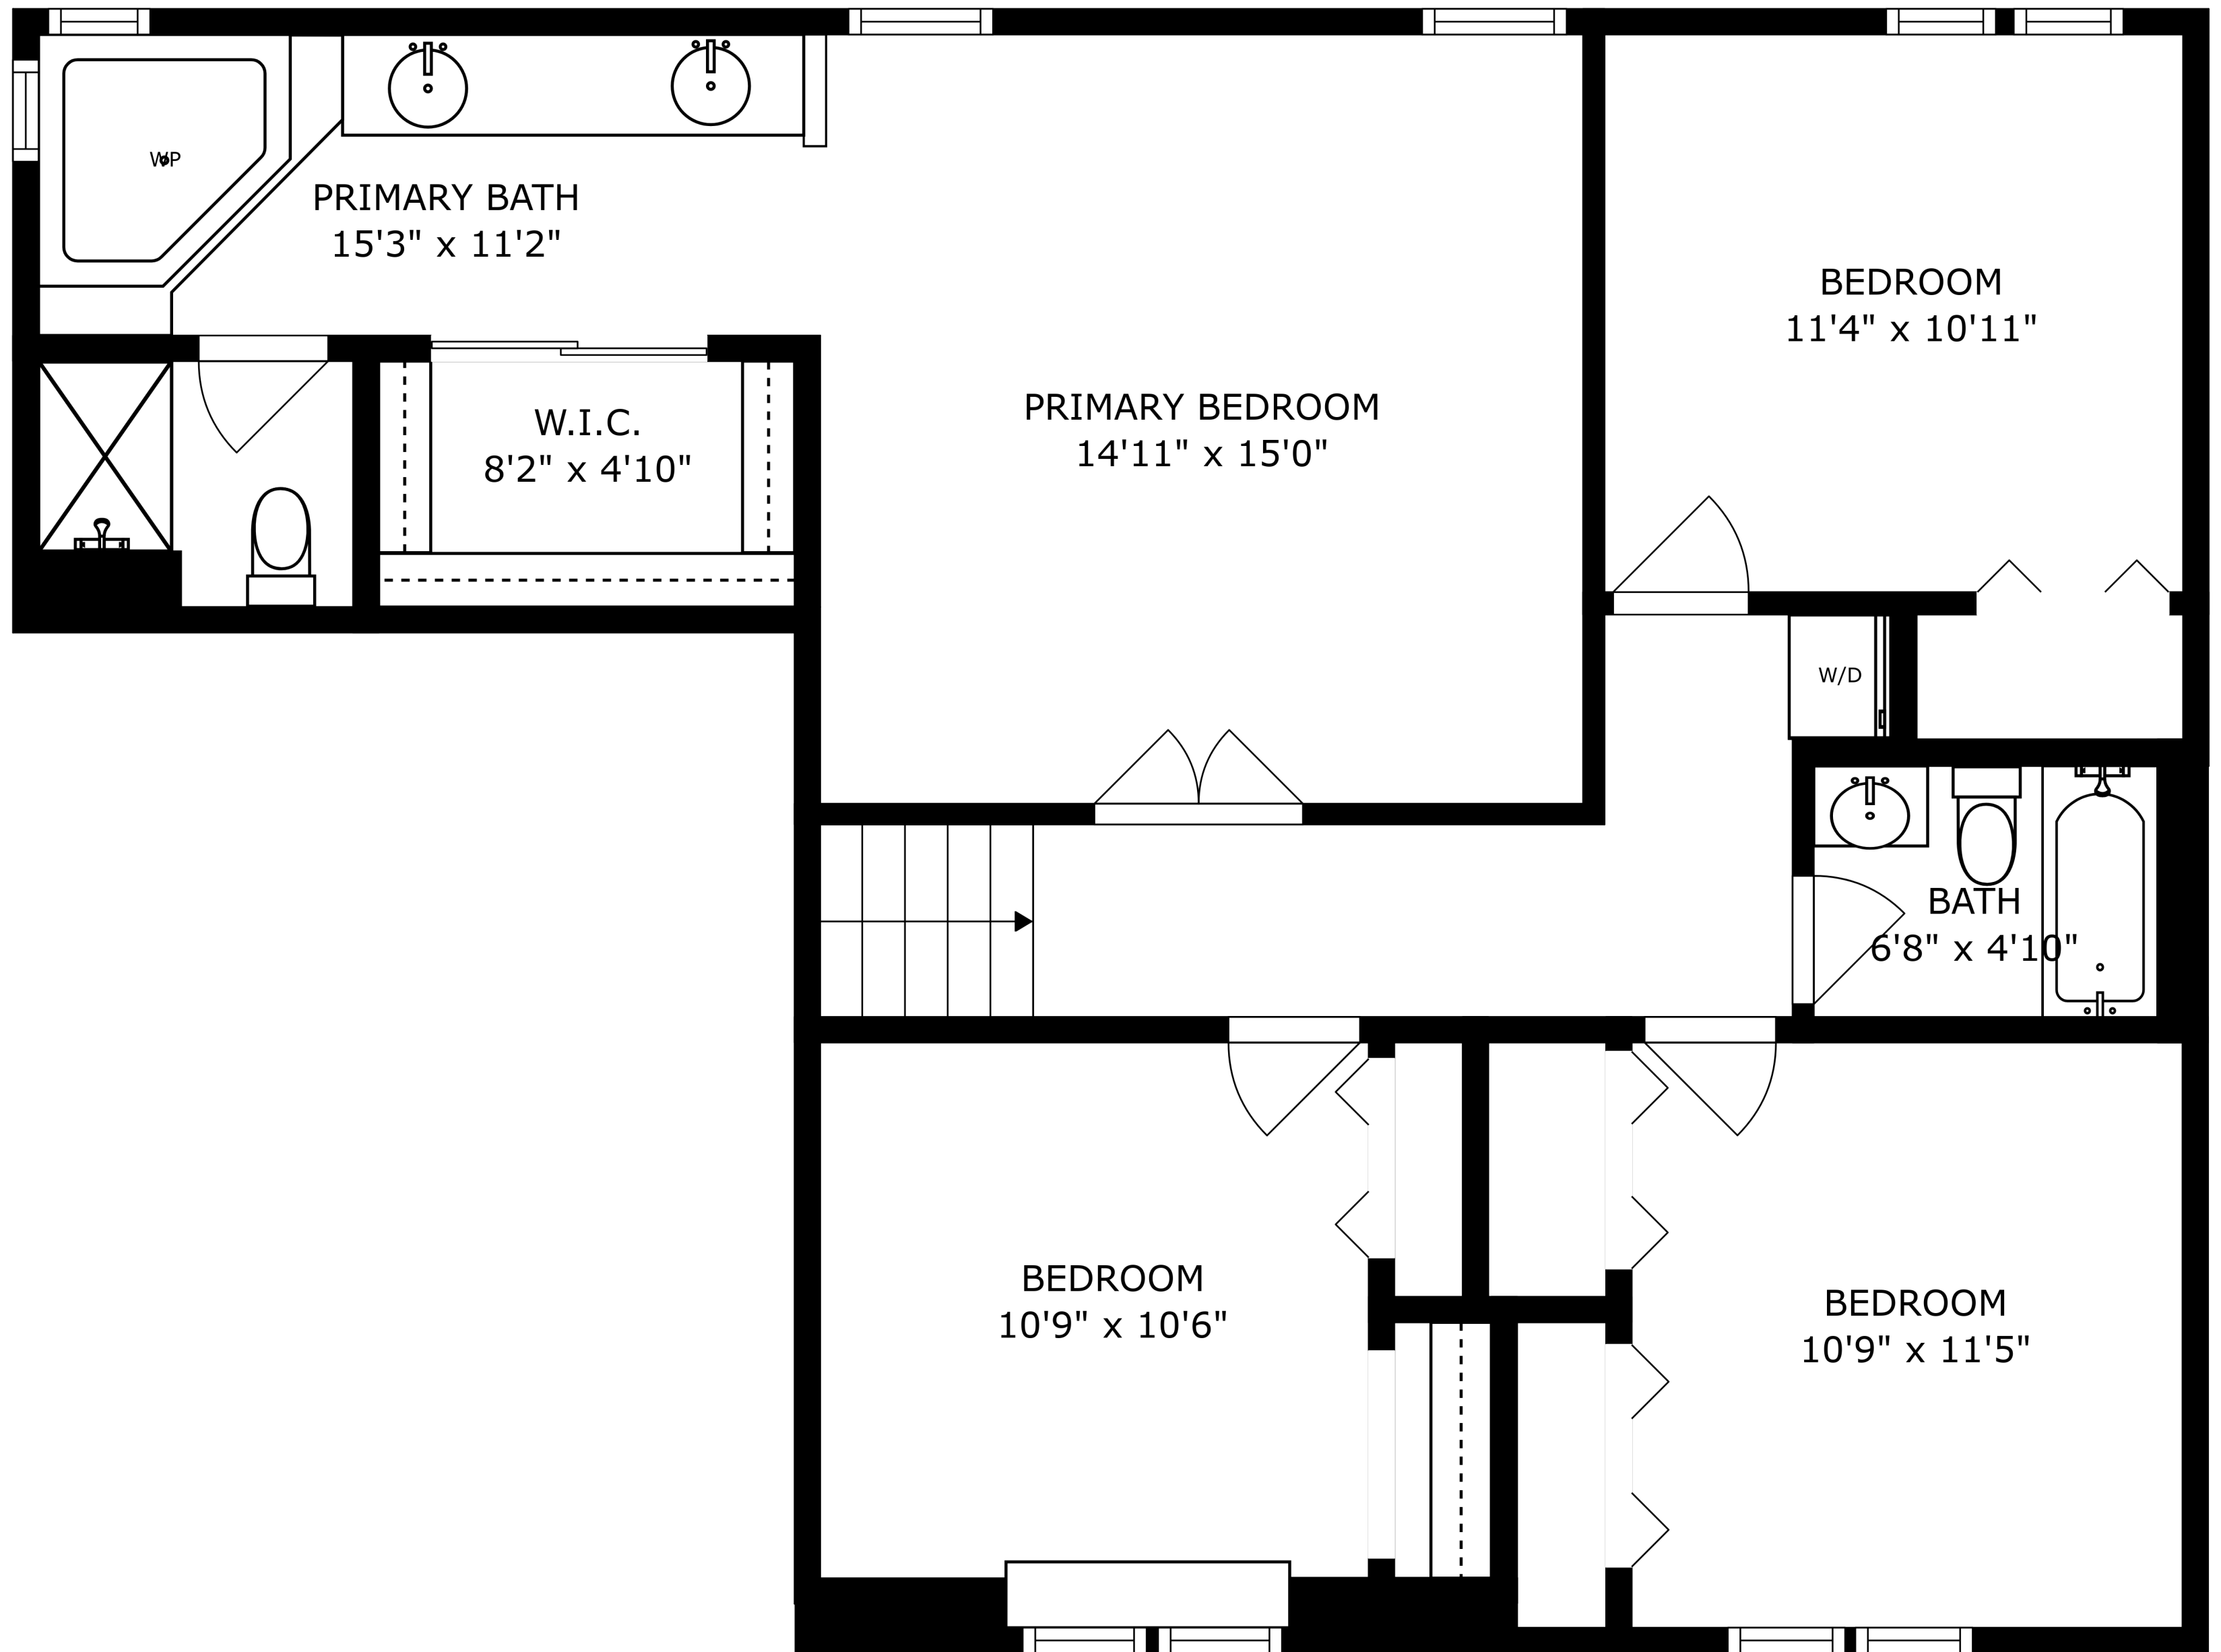 WP
PRIMARY BATH
15'3" x 11'2"
BEDROOM
11'4" x 10'11"
W.I.C.
8'2" x 4'10"
PRIMARY BEDROOM
14'11" x 15'0"
W/D
BATH
6'8" x 4'10"
BEDROOM
10'9" x 10'6"
BEDROOM
10'9" x 11'5"